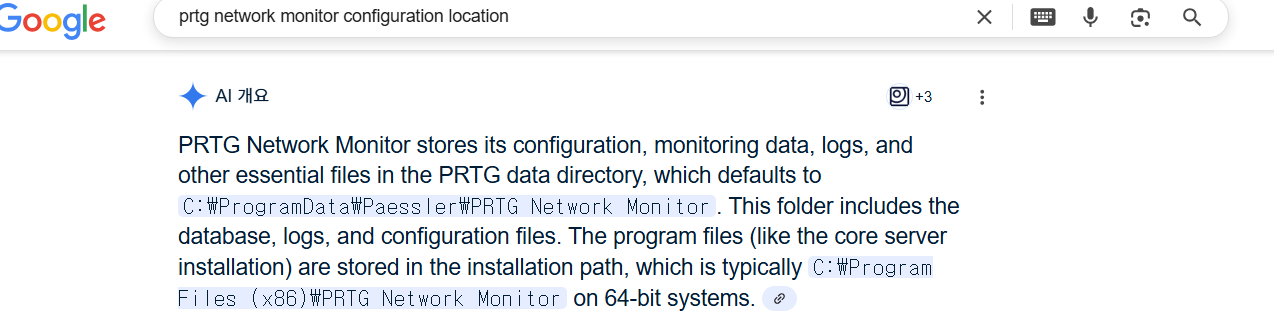 Google
prtg network monitor configuration location
AI 개요
+3
PRTG Network Monitor stores its configuration, monitoring data, logs, and
other essential files in the PRTG data directory, which defaults to
C:₩ProgramData₩Paessler₩PRTG Network Monitor. This folder includes the
database, logs, and configuration files. The program files (like the core server
installation) are stored in the installation path, which is typically C:₩Program
Files (x86)₩PRTG Network Monitor on 64-bit systems.